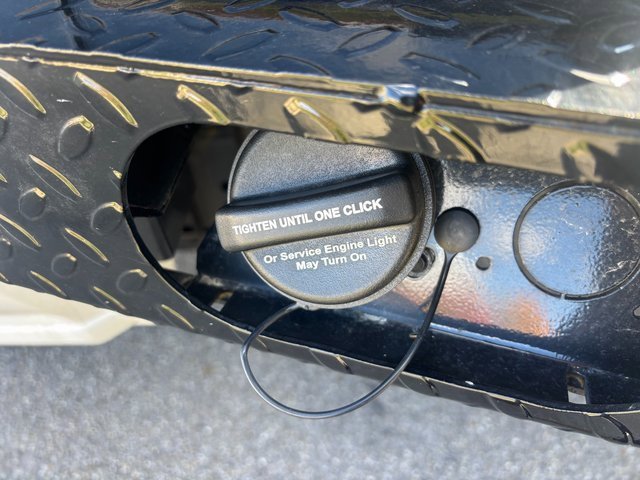 TIGHTEN UNTIL ONE CLICK
Or Service Engine Light
May Turn On